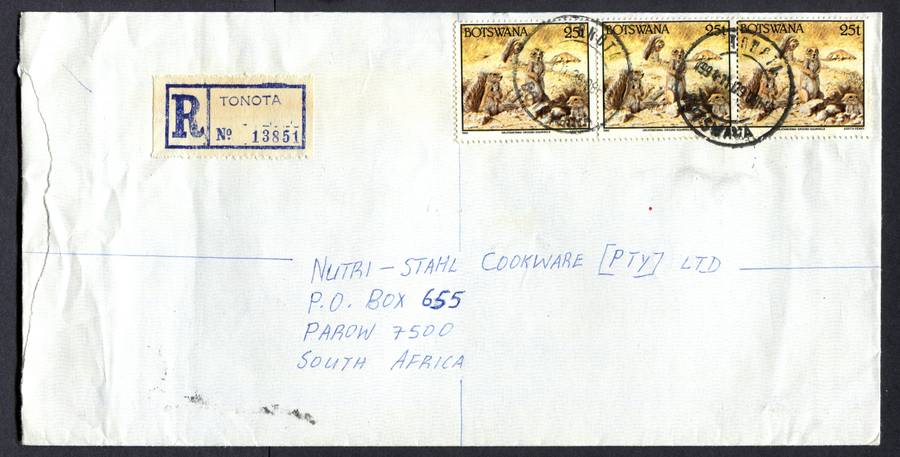 BOTSWANA 25t
BOTSWANA 25t
BOTSWANA 25t
R
TONOTA
No 13851
NUTRI-STAHL COOKWARE [PTY] LTD
P.O. BOX 655
PAROW 7500
SOUTH AFRICA